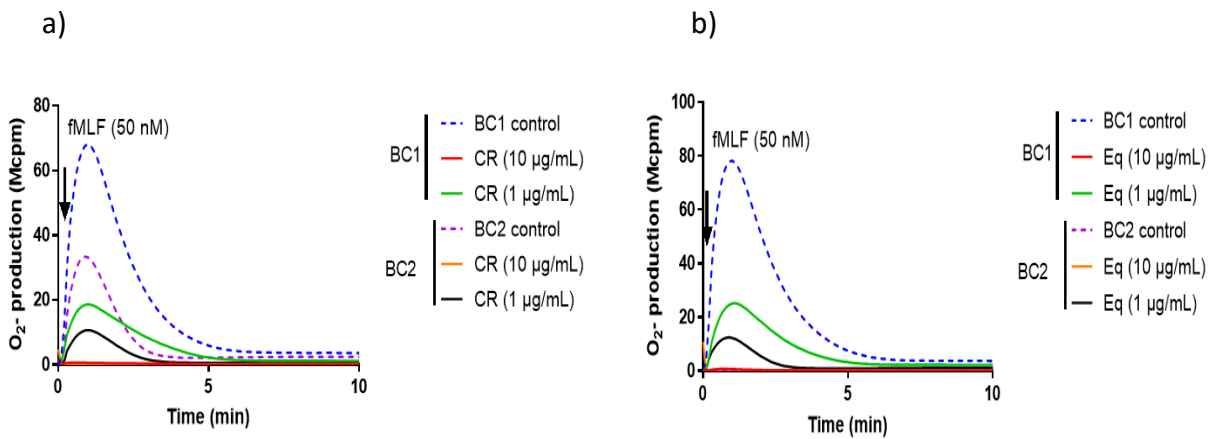 a)
O₂- production (Mcpm)
80
60
40
20
0
fMLF (50 nM)
0
5
10
Time (min)
BC1
BC1 control
CR (10 µg/mL)
CR (1 µg/mL)
BC2
BC2 control
CR (10 µg/mL)
CR (1 µg/mL)
b)
O₂- production (Mcpm)
100
80
60
40
20
0
fMLF (50 nM)
0
5
10
Time (min)
BC1
BC1 control
Eq (10 µg/mL)
Eq (1 µg/mL)
BC2
BC2 control
Eq (10 µg/mL)
Eq (1 µg/mL)